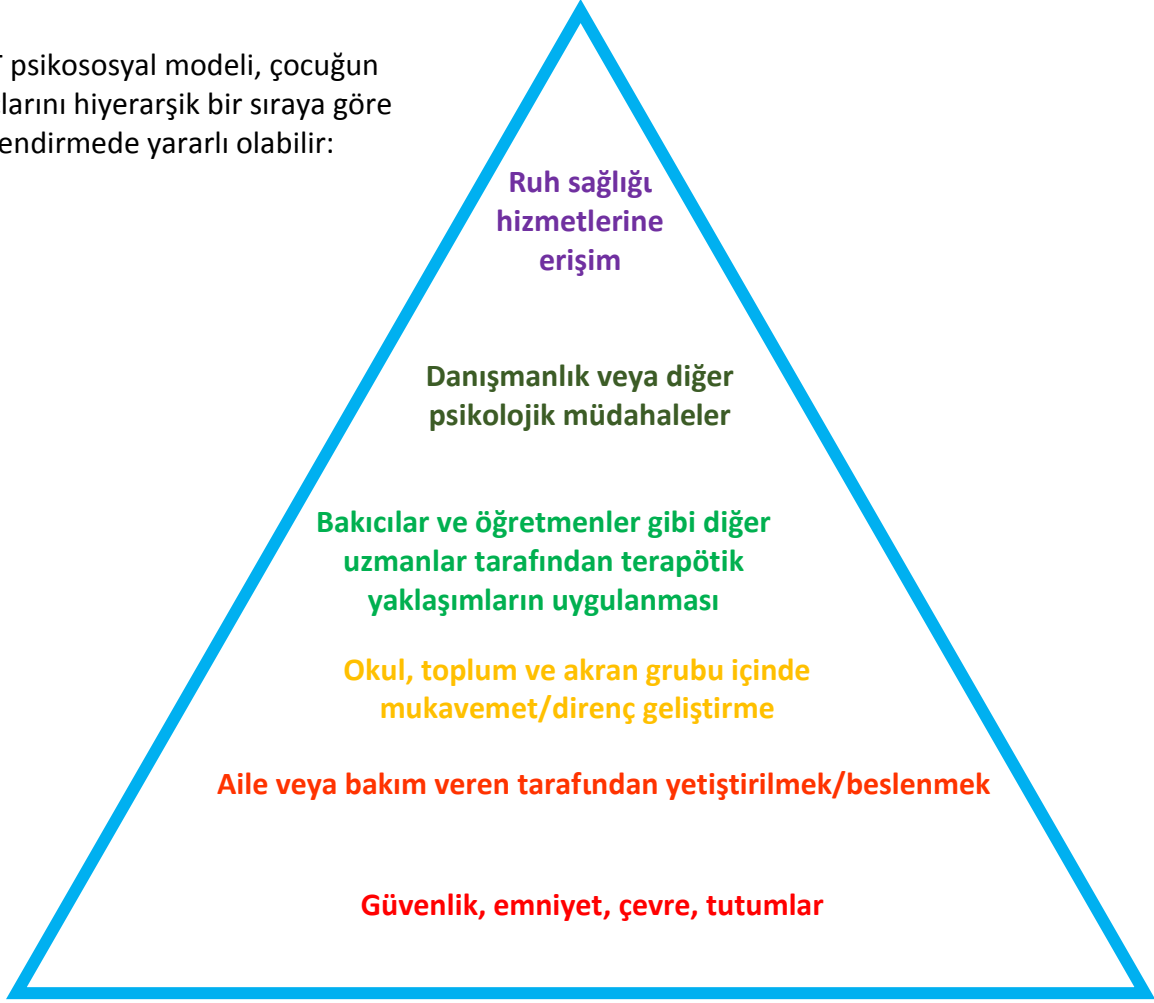 psikososyal modeli, çocuğun
larını hiyerarşik bir sıraya göre
endirmede yararlı olabilir:
Ruh sağlığı
hizmetlerine
erişim
Danışmanlık veya diğer
psikolojik müdahaleler
Bakıcılar ve öğretmenler gibi diğer
uzmanlar tarafından terapötik
yaklaşımların uygulanması
Okul, toplum ve akran grubu içinde
mukavemet/direnç geliştirme
Aile veya bakım veren tarafından yetiştirilmek/beslenmek
Güvenlik, emniyet, çevre, tutumlar